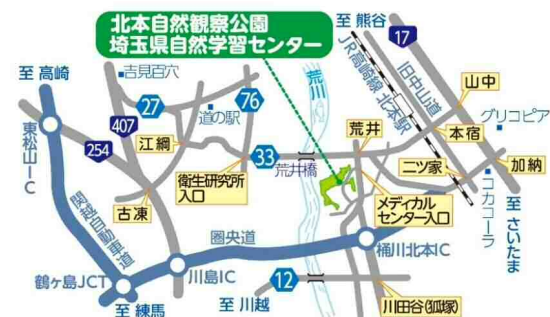 北本自然観察公園
埼玉県自然学習センター
至 熊谷
17
至 高崎
吉見百穴
荒川
JR高崎線 北本駅
旧中山道
山中
グリコピア
東松山IC
407
27
道の駅
76
254
江綱
荒井
本宿
33
荒井橋
衛生研究所
入口
二ツ家
加納
コカコーラ
古凍
メディカル
センター入口
関越自動車道
圏央道
至 さいたま
桶川北本IC
川島IC
鶴ヶ島JCT
12
至 練馬
至 川越
川田谷(狐塚)